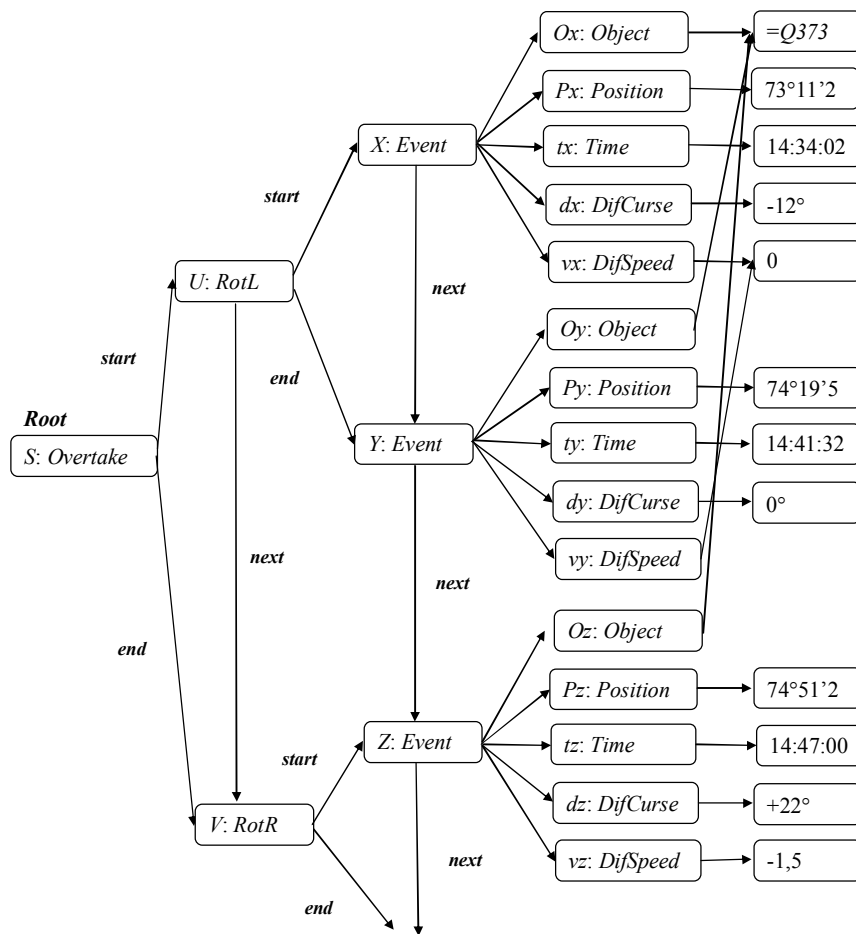 Ox: Object
=Q373
Px: Position
73°11’2
X: Event
tx: Time
14:34:02
start
dx: DifCurse
-12°
vx: DifSpeed
0
U: RotL
next
Oy: Object
start
end
Py: Position
74°19’5
Root
Y: Event
ty: Time
14:41:32
S: Overtake
dy: DifCurse
0°
next
vy: DifSpeed
next
end
Oz: Object
Pz: Position
74°51’2
start
Z: Event
tz: Time
14:47:00
dz: DifCurse
+22°
V: RotR
next
vz: DifSpeed
-1,5
end